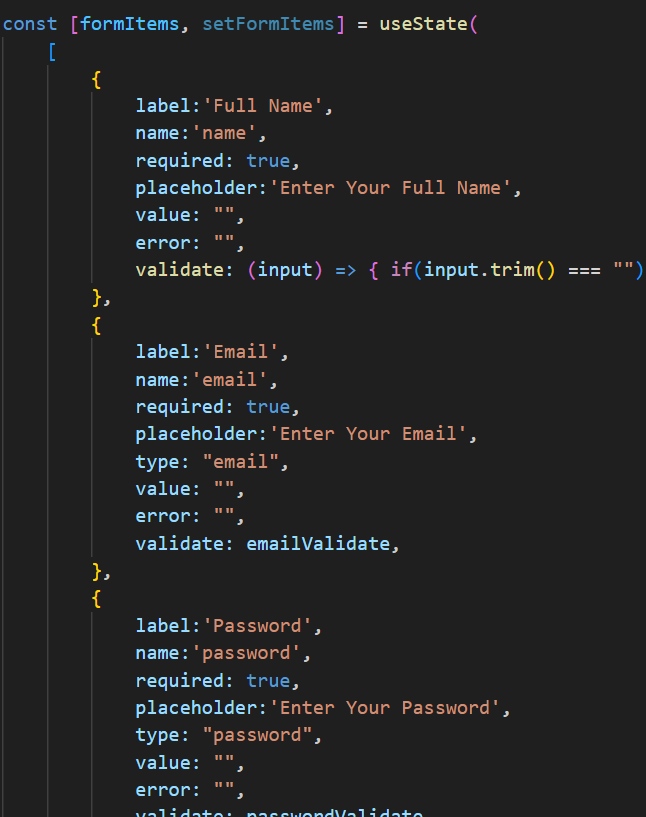 const [formItems, setFormItems] = useState(
[
{
label:'Full Name',
name:'name',
required: true,
placeholder:'Enter Your Full Name',
value: "",
error: "",
validate: (input) => { if(input.trim() === "")
},
{
label:'Email',
name:'email',
required: true,
placeholder:'Enter Your Email',
type: "email",
value: "",
error: "",
validate: emailValidate,
},
{
label:'Password',
name:'password',
required: true,
placeholder:'Enter Your Password',
type: "password",
value: "",
error: "",
validate: passwordValidate